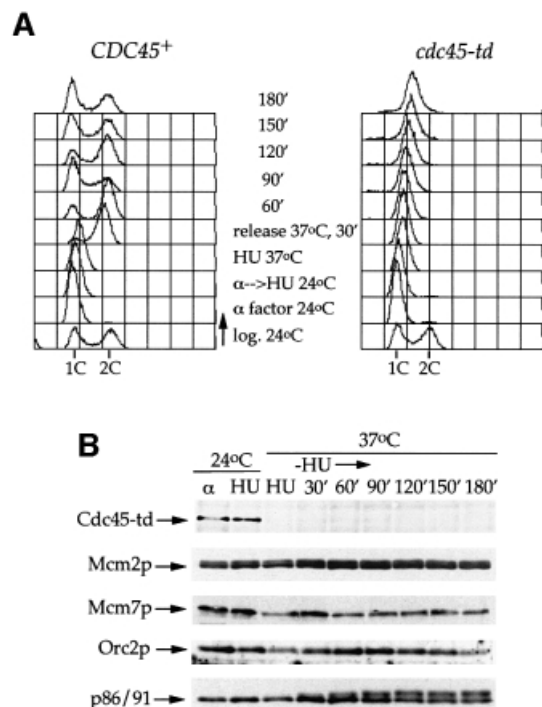 A
CDC45+ cdc45-td
180'
150'
120'
90'
60'
release 37ºC, 30'
HU 37ºC
α-->HU 24ºC
α factor 24ºC
log. 24ºC
1C 2C 1C 2C
B
24ºC 37ºC
-HU
α HU HU 30' 60' 90' 120' 150' 180'
Cdc45-td
Mcm2p
Mcm7p
Orc2p
p86/91